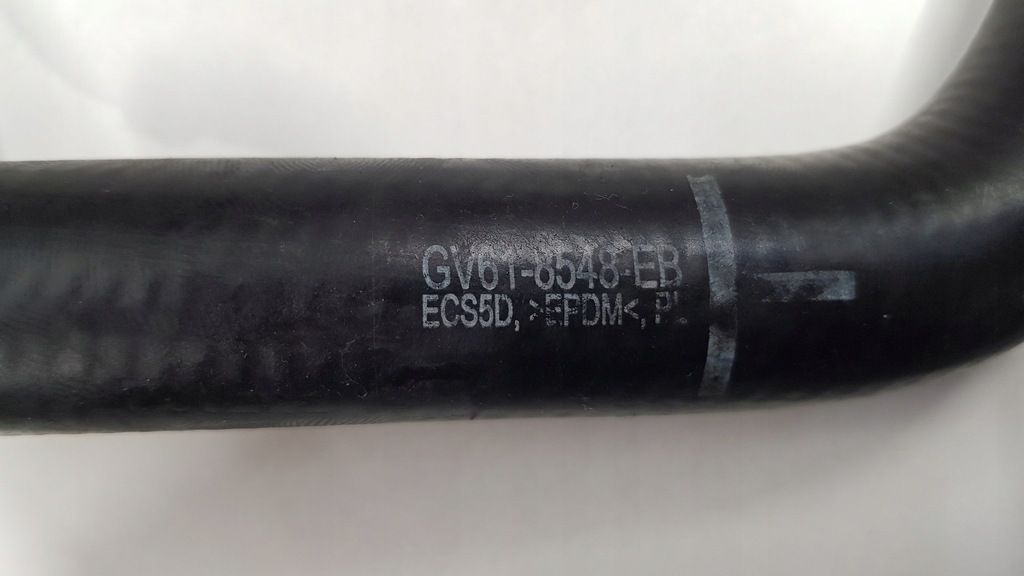 GV61-8548-EB
ECS5D, >EPDM<,